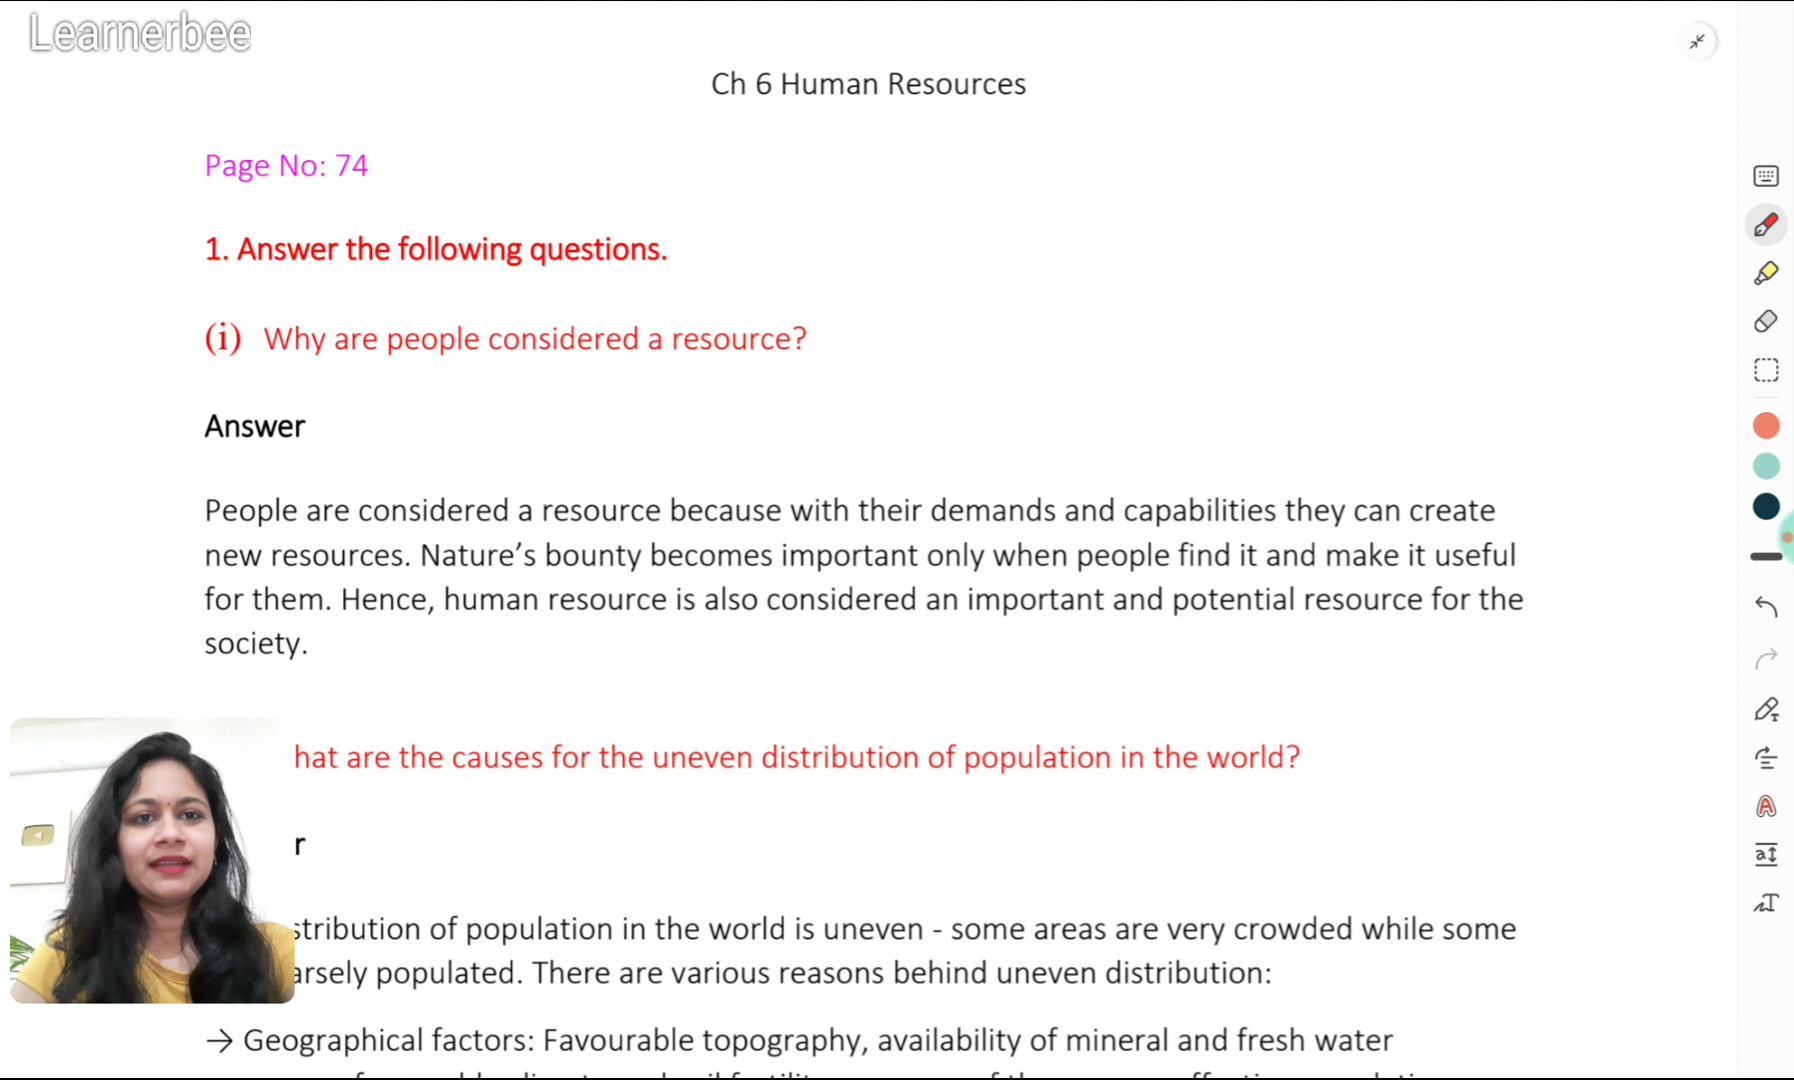 Learnerbee
Ch 6 Human Resources
Page No: 74
1. Answer the following questions.
(i) Why are people considered a resource?
Answer
People are considered a resource because with their demands and capabilities they can create
new resources. Nature's bounty becomes important only when people find it and make it useful
for them. Hence, human resource is also considered an important and potential resource for the
society.
hat are the causes for the uneven distribution of population in the world?
r
stribution of population in the world is uneven - some areas are very crowded while some
arsely populated. There are various reasons behind uneven distribution:
→ Geographical factors: Favourable topography, availability of mineral and fresh water